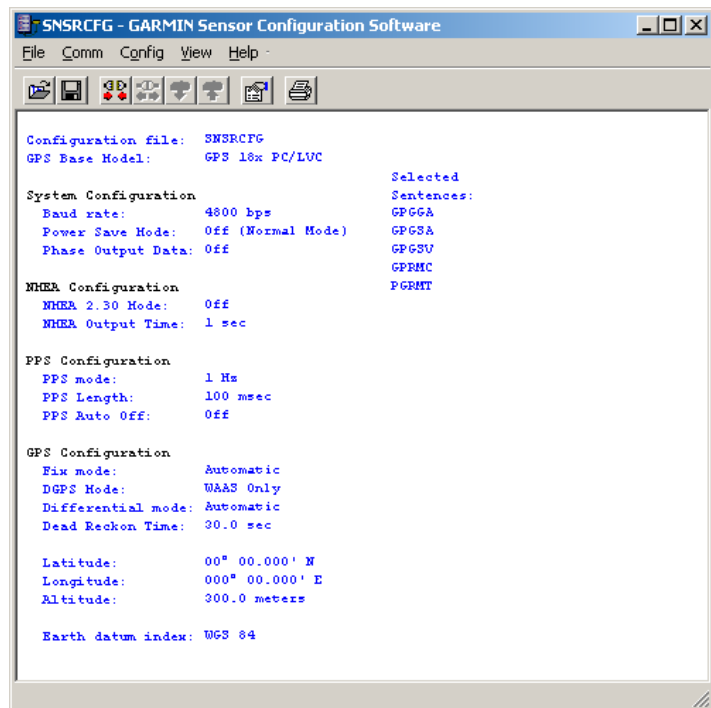 SNSRCFG - GARMIN Sensor Configuration Software
File Comm Config View Help
Configuration file: SNSRCFG
GPS Base Model: GPS 18x PC/LVC
Selected
System Configuration Sentences:
Baud rate: 4800 bps GPGGA
Power Save Mode: Off (Normal Mode) GPGSA
Phase Output Data: Off GPGSV
GPRMC
NMEA Configuration PGRMT
NMEA 2.30 Mode: Off
NMEA Output Time: 1 sec
PPS Configuration
PPS mode: 1 Hz
PPS Length: 100 msec
PPS Auto Off: Off
GPS Configuration
Fix mode: Automatic
DGPS Mode: WAAS Only
Differential mode: Automatic
Dead Reckon Time: 30.0 sec
Latitude: 00° 00.000' N
Longitude: 000° 00.000' E
Altitude: 300.0 meters
Earth datum index: WGS 84